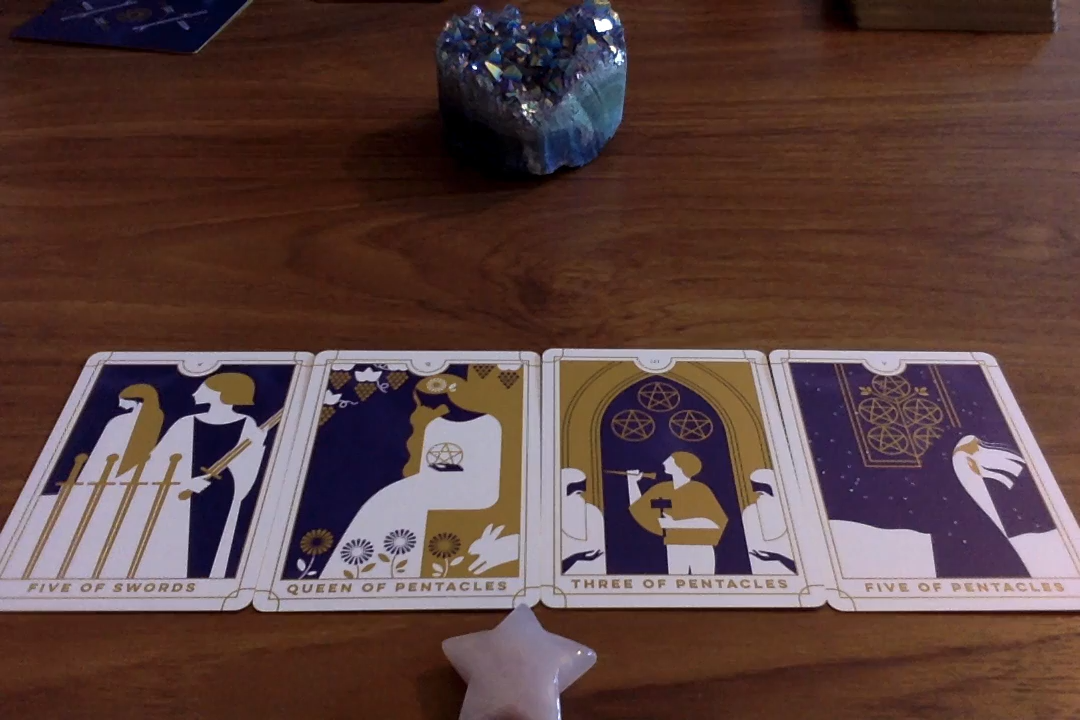 FIVE OF SWORDS
QUEEN OF PENTACLES
THREE OF PENTACLES
FIVE OF PENTACLES